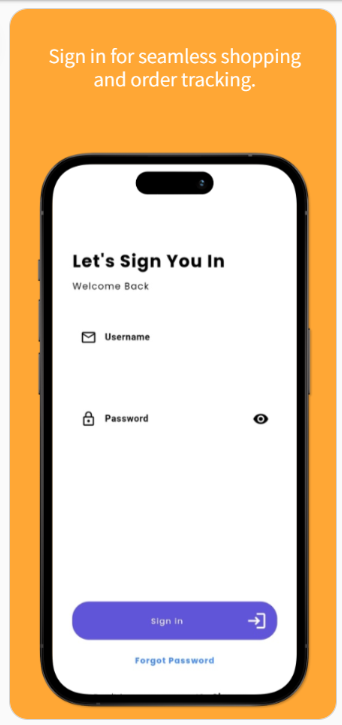 Sign in for seamless shopping
and order tracking.
Let's Sign You In
Welcome Back
Username
Password
Sign In
Forgot Password